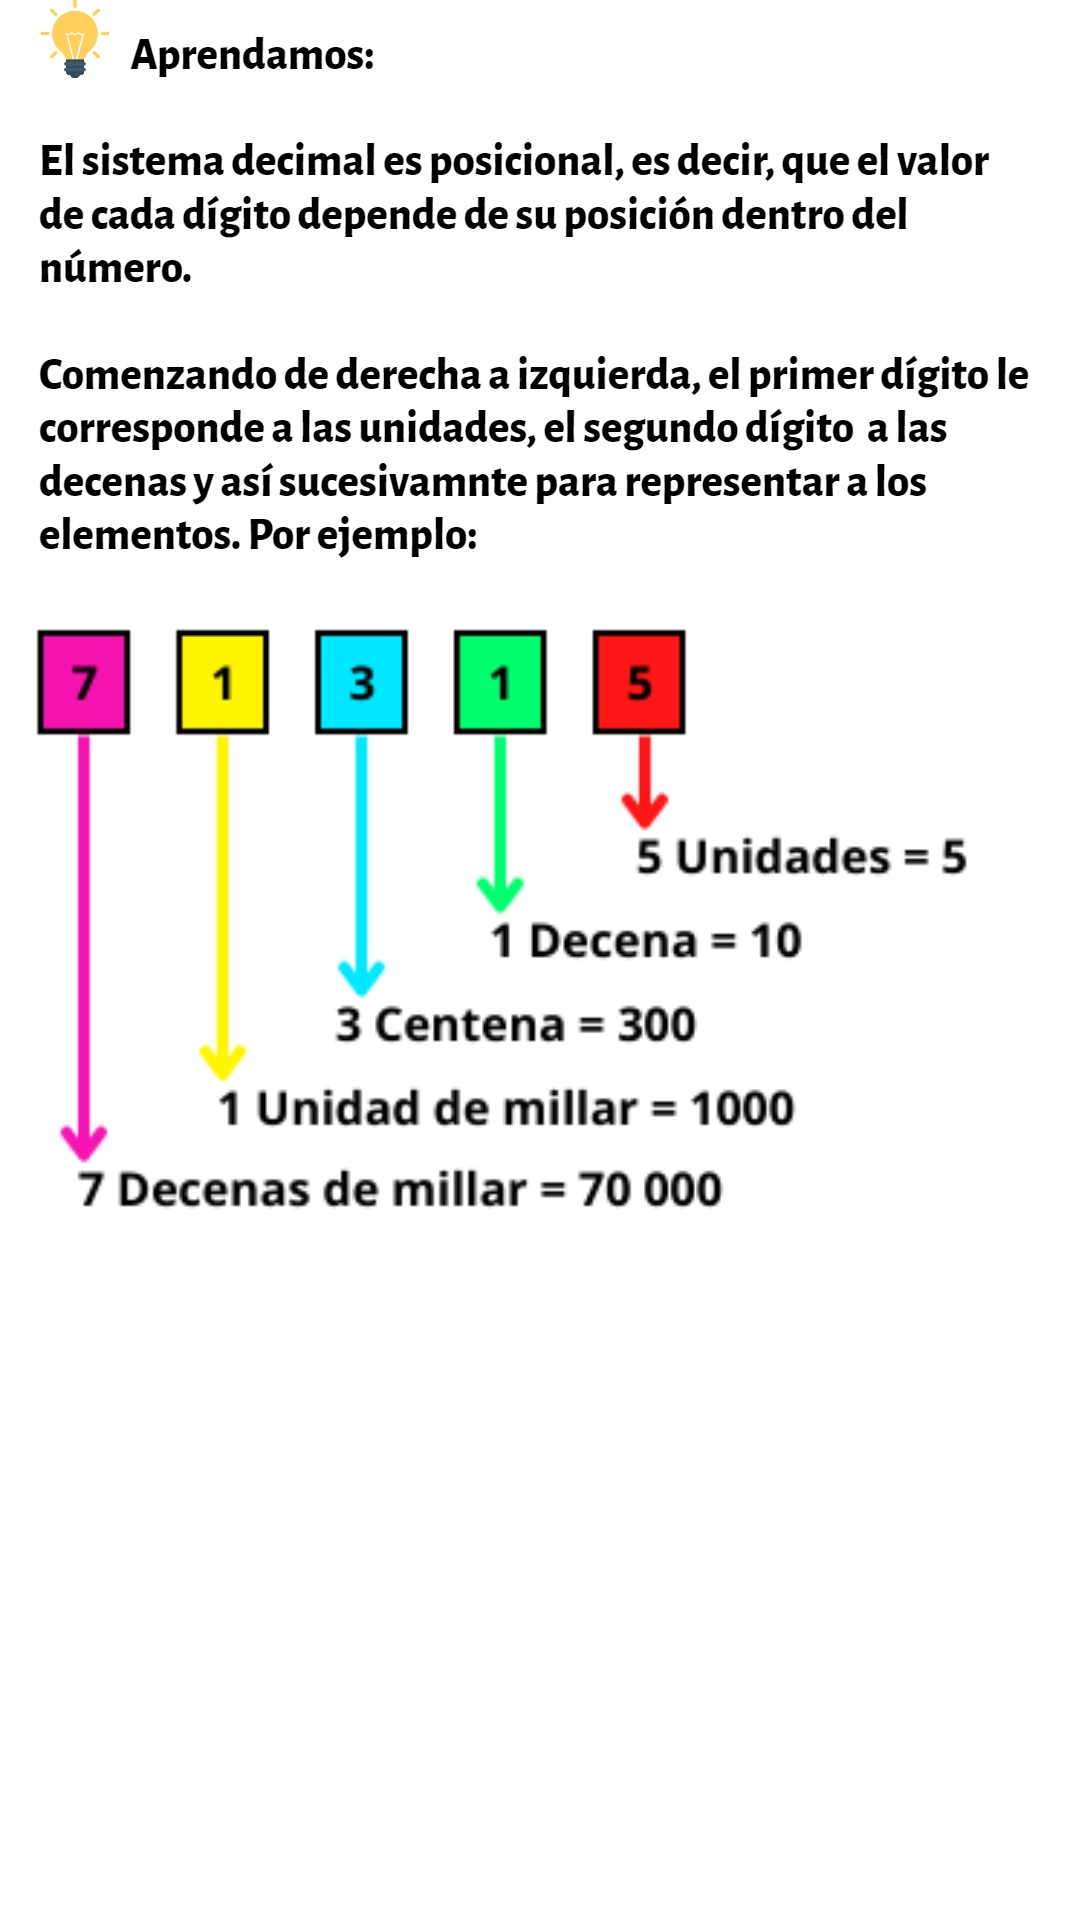 Aprendamos:
El sistema decimal es posicional, es decir, que el valor
de cada dígito depende de su posición dentro del
número.
Comenzando de derecha a izquierda, el primer dígito le
corresponde a las unidades, el segundo dígito a las
decenas y así sucesivamnte para representar a los
elementos. Por ejemplo:
7 1 3 1 5
5 Unidades = 5
1 Decena = 10
3 Centena = 300
1 Unidad de millar = 1000
7 Decenas de millar = 70 000